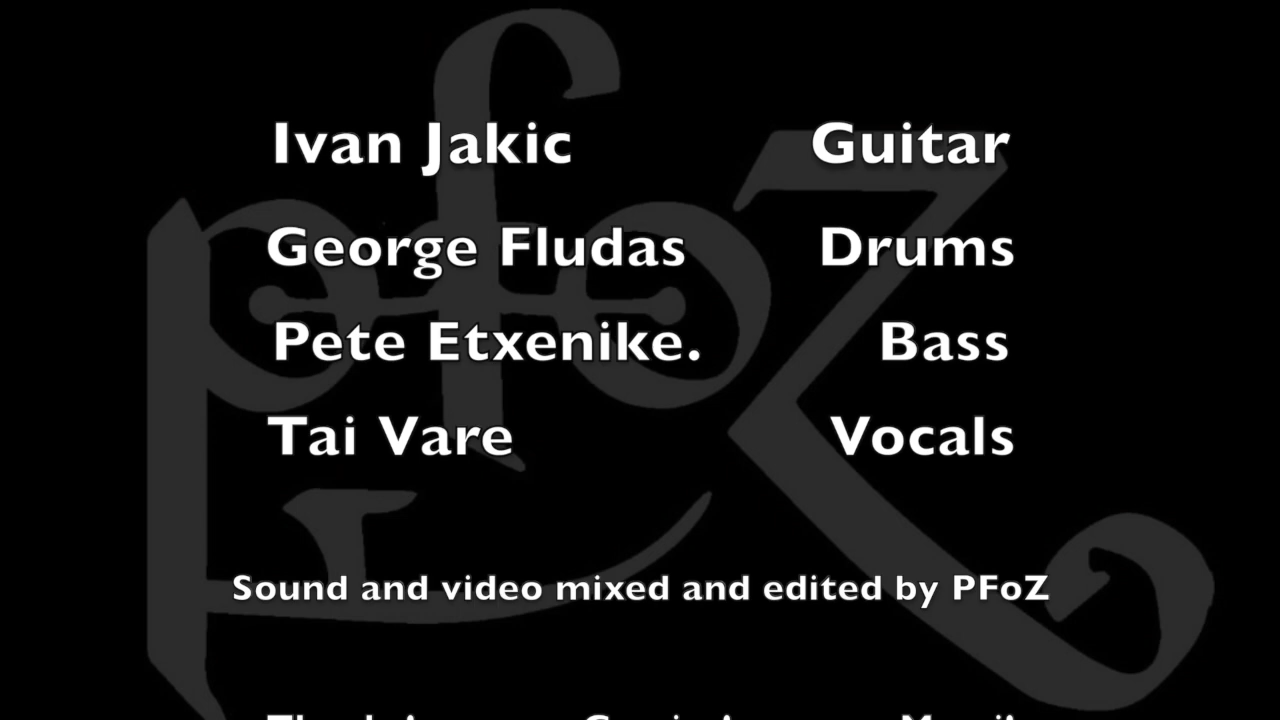 Ivan Jakic Guitar
George Fludas Drums
Pete Etxenike. Bass
Tai Vare Vocals
Sound and video mixed and edited by PFoZ